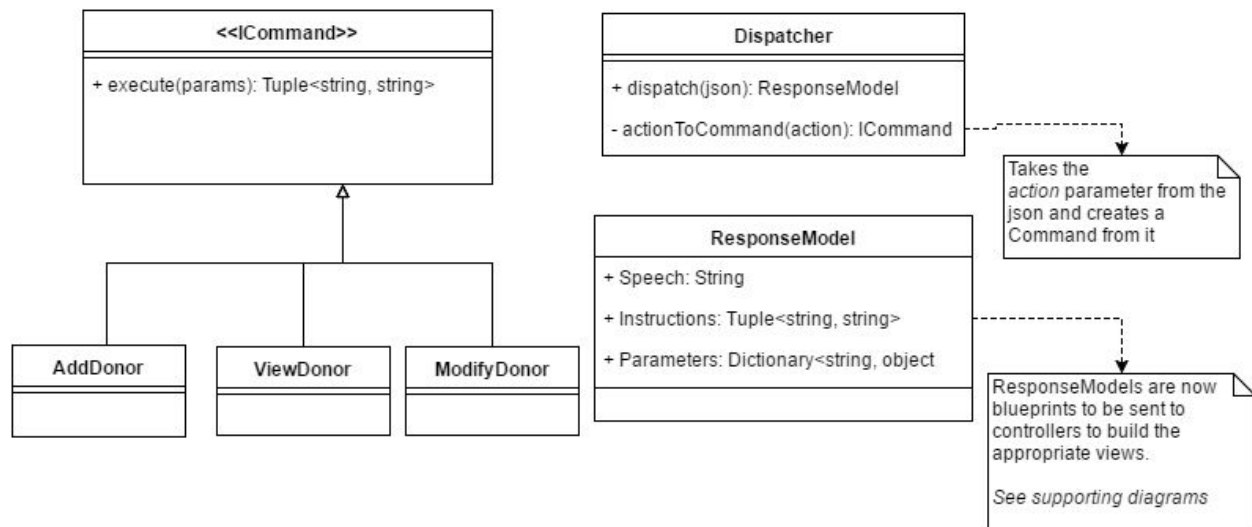 <<ICommand>>
+ execute(params): Tuple<string, string>
AddDonor
ViewDonor
ModifyDonor
Dispatcher
+ dispatch(json): ResponseModel
- actionToCommand(action): ICommand
Takes the
action parameter from the
json and creates a
Command from it
ResponseModel
+ Speech: String
+ Instructions: Tuple<string, string>
+ Parameters: Dictionary<string, object
ResponseModels are now
blueprints to be sent to
controllers to build the
appropriate views.
See supporting diagrams